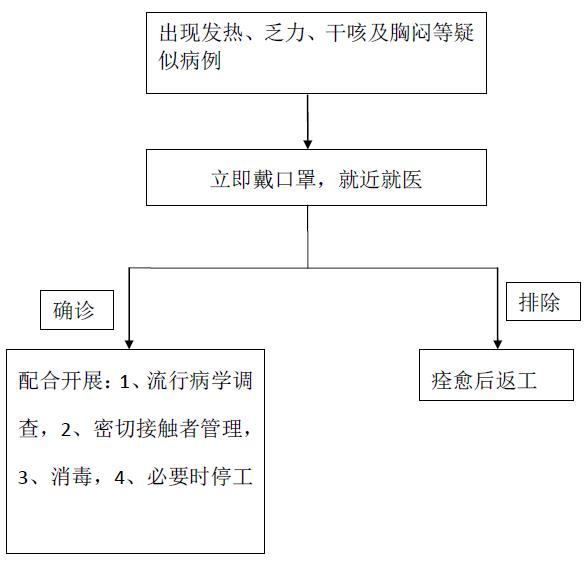 出现发热、乏力、干咳及胸闷等疑
似病例
立即戴口罩，就近就医
确诊
排除
配合开展：1、流行病学调
查，2、密切接触者管理，
3、消毒，4、必要时停工
痊愈后返工